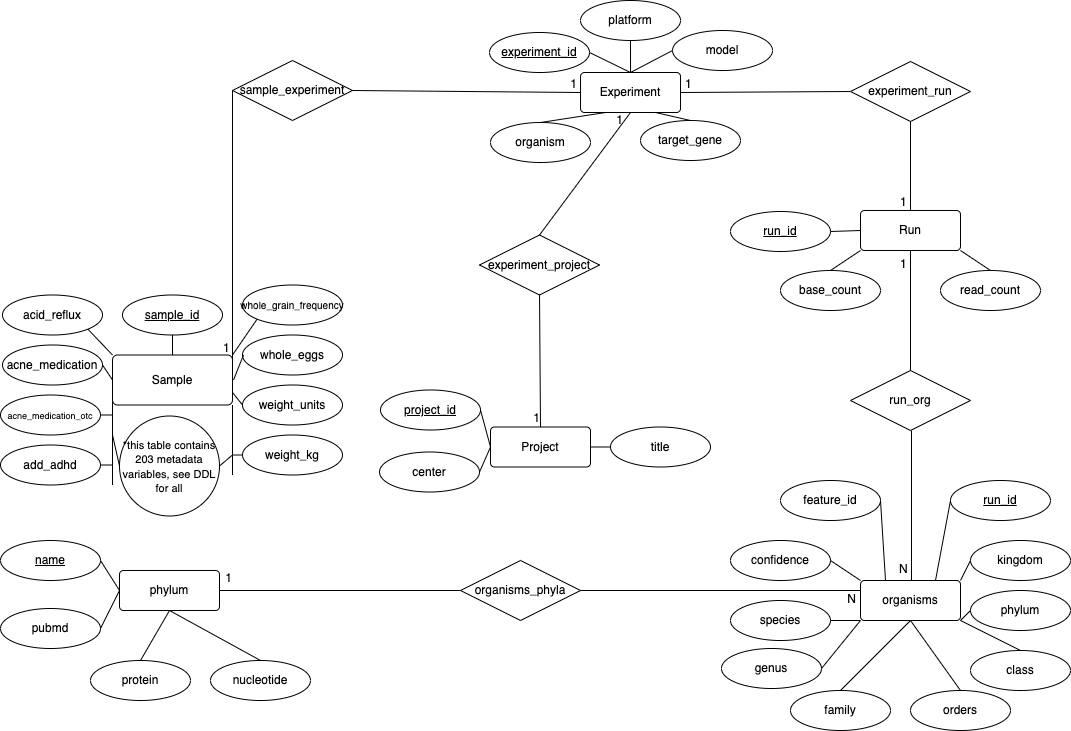 platform
experiment_id
model
sample_experiment
1
Experiment
1
experiment_run
1
organism
target_gene
1
run_id
Run
experiment_project
1
base_count
read_count
acid_reflux
sample_id
whole_grain_frequency
1
whole_eggs
acne_medication
Sample
weight_units
acne_medication_otc
add_adhd
*this table contains
203 metadata
variables, see DDL
for all
weight_kg
project_id
1
Project
title
center
run_org
feature_id
run_id
name
1
phylum
pubmd
protein
nucleotide
organisms_phyla
confidence
N
kingdom
N
organisms
phylum
species
genus
class
family
orders